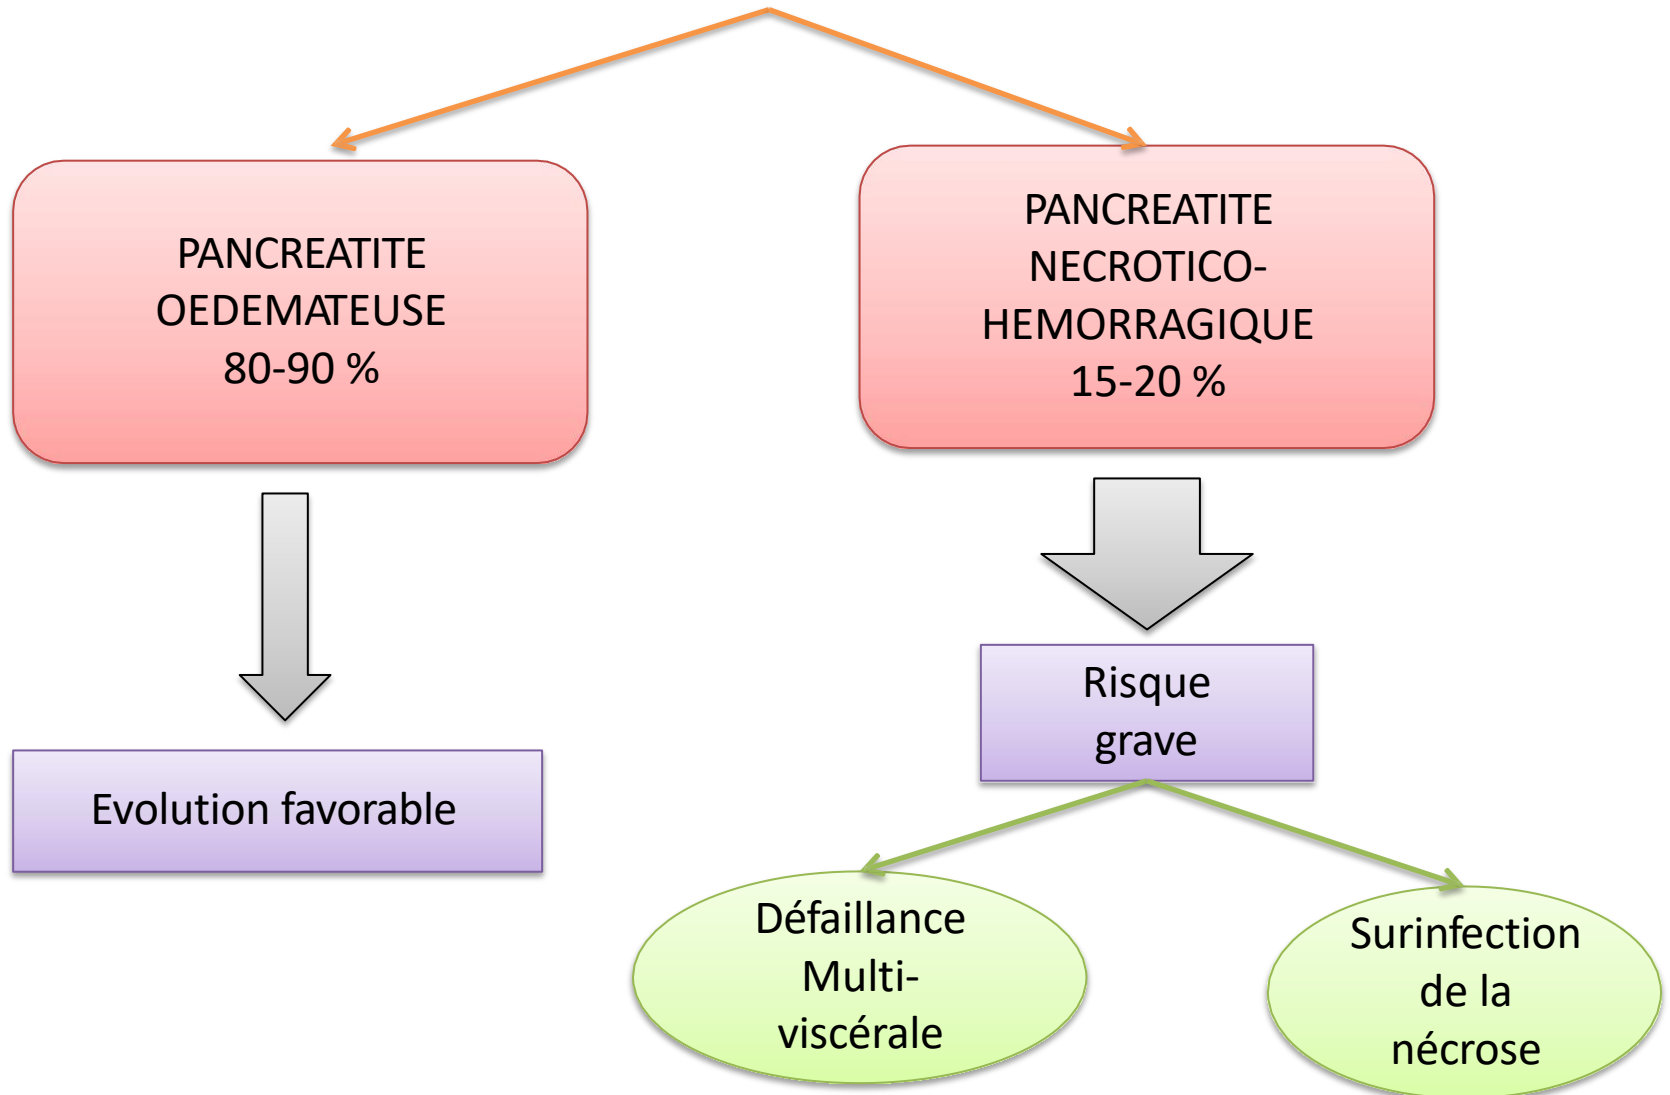 PANCREATITE
OEDEMATEUSE
80-90 %
PANCREATITE
NECROTICO-
HEMORRAGIQUE
15-20 %
Evolution favorable
Risque
grave
Défaillance
Multi-
viscérale
Surinfection
de la
nécrose